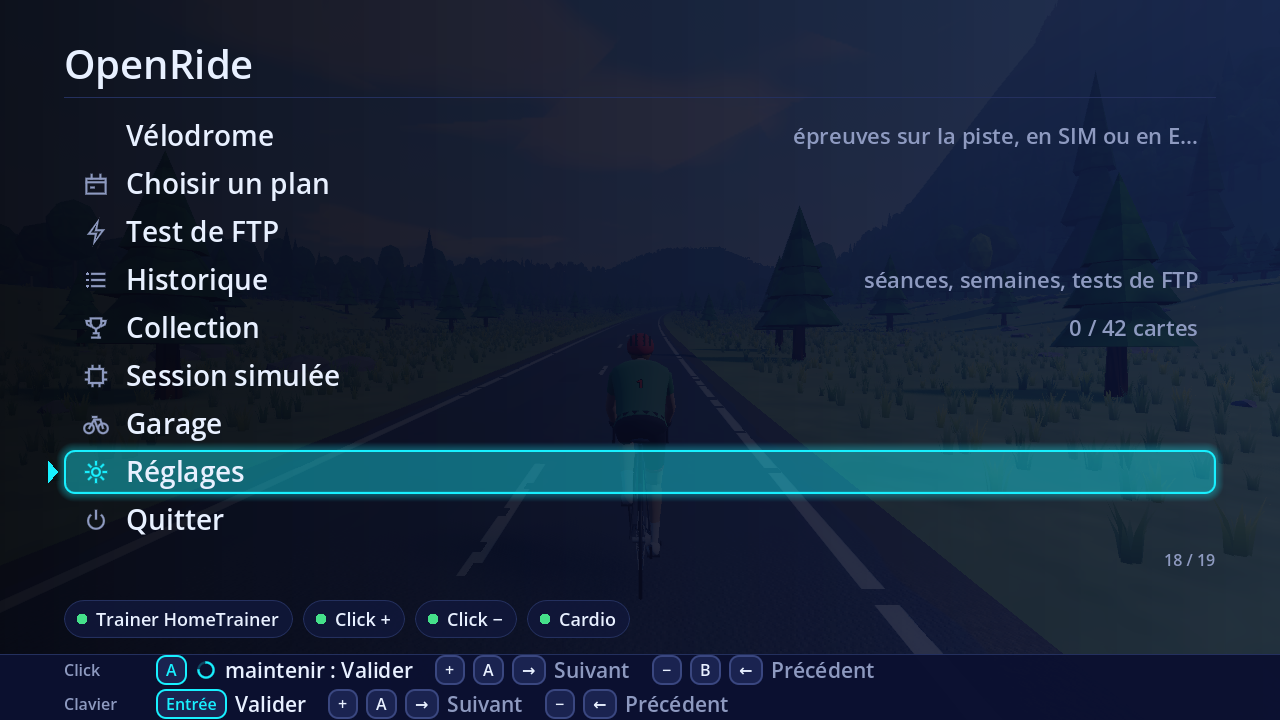 OpenRide
Vélodrome épreuves sur la piste, en SIM ou en E...
Choisir un plan
Test de FTP
Historique séances, semaines, tests de FTP
Collection 0 / 42 cartes
Session simulée
Garage
Réglages
Quitter
18 / 19
Trainer HomeTrainer Click + Click − Cardio
Click A maintenir : Valider + A → Suivant − B ← Précédent
Clavier Entrée Valider + A → Suivant − ← Précédent